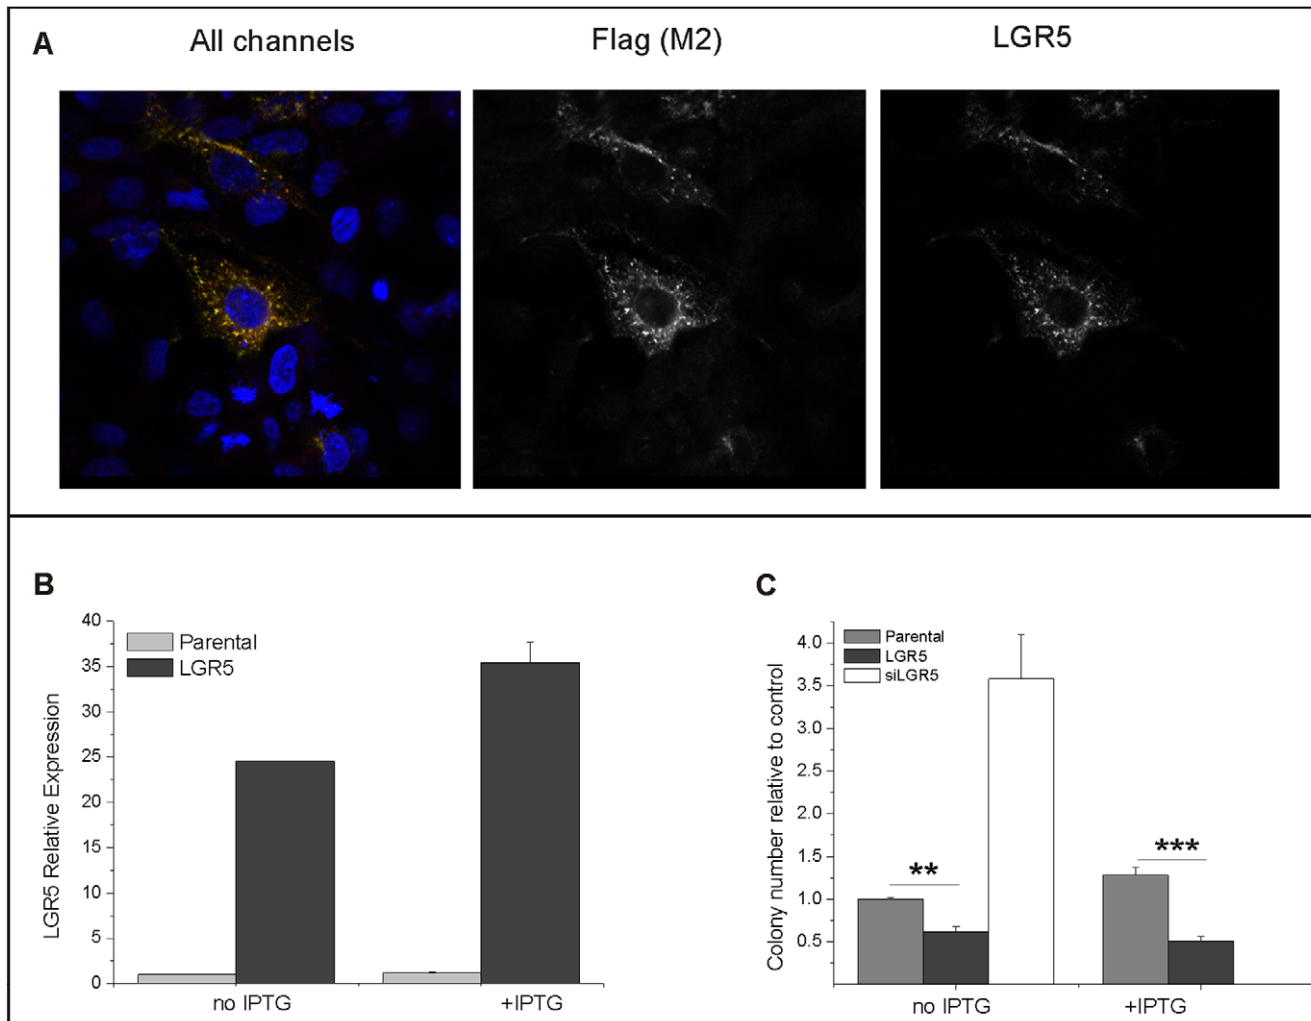 A
All channels
Flag (M2)
LGR5
B
LGR5 Relative Expression
40
35
30
25
20
15
10
5
0
Parental
LGR5
no IPTG
+IPTG
C
Colony number relative to control
4.0
3.5
3.0
2.5
2.0
1.5
1.0
0.5
Parental
LGR5
siLGR5
**
***
no IPTG
+IPTG